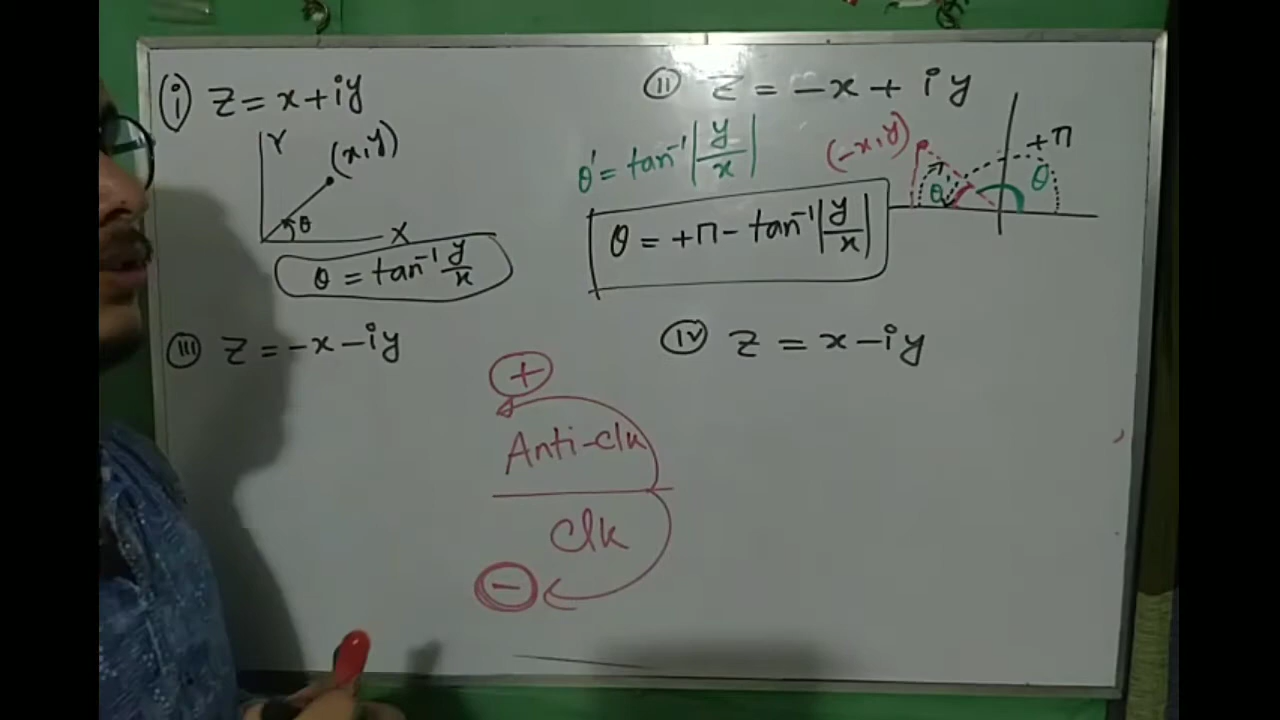 (i) z = x + iy
Y
(x,y)
θ
X
θ = tan⁻¹ y/x
(ii) z = -x + iy
θ' = tan⁻¹ |y/x|
(-x,y)
+π
θ'
θ
θ = +π - tan⁻¹ |y/x|
(iii) z = -x - iy
(iv) z = x - iy
+
Anti-clk
clk
-